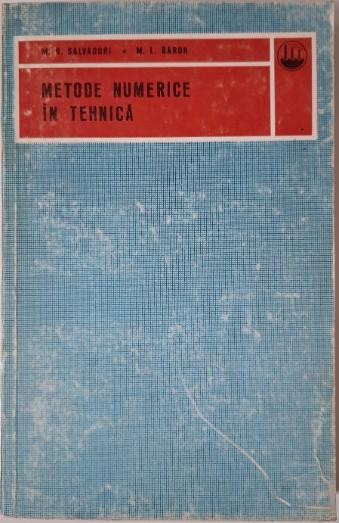 M. G. SALVADORI • M. L. BARON
METODE NUMERICE
ÎN TEHNICĂ